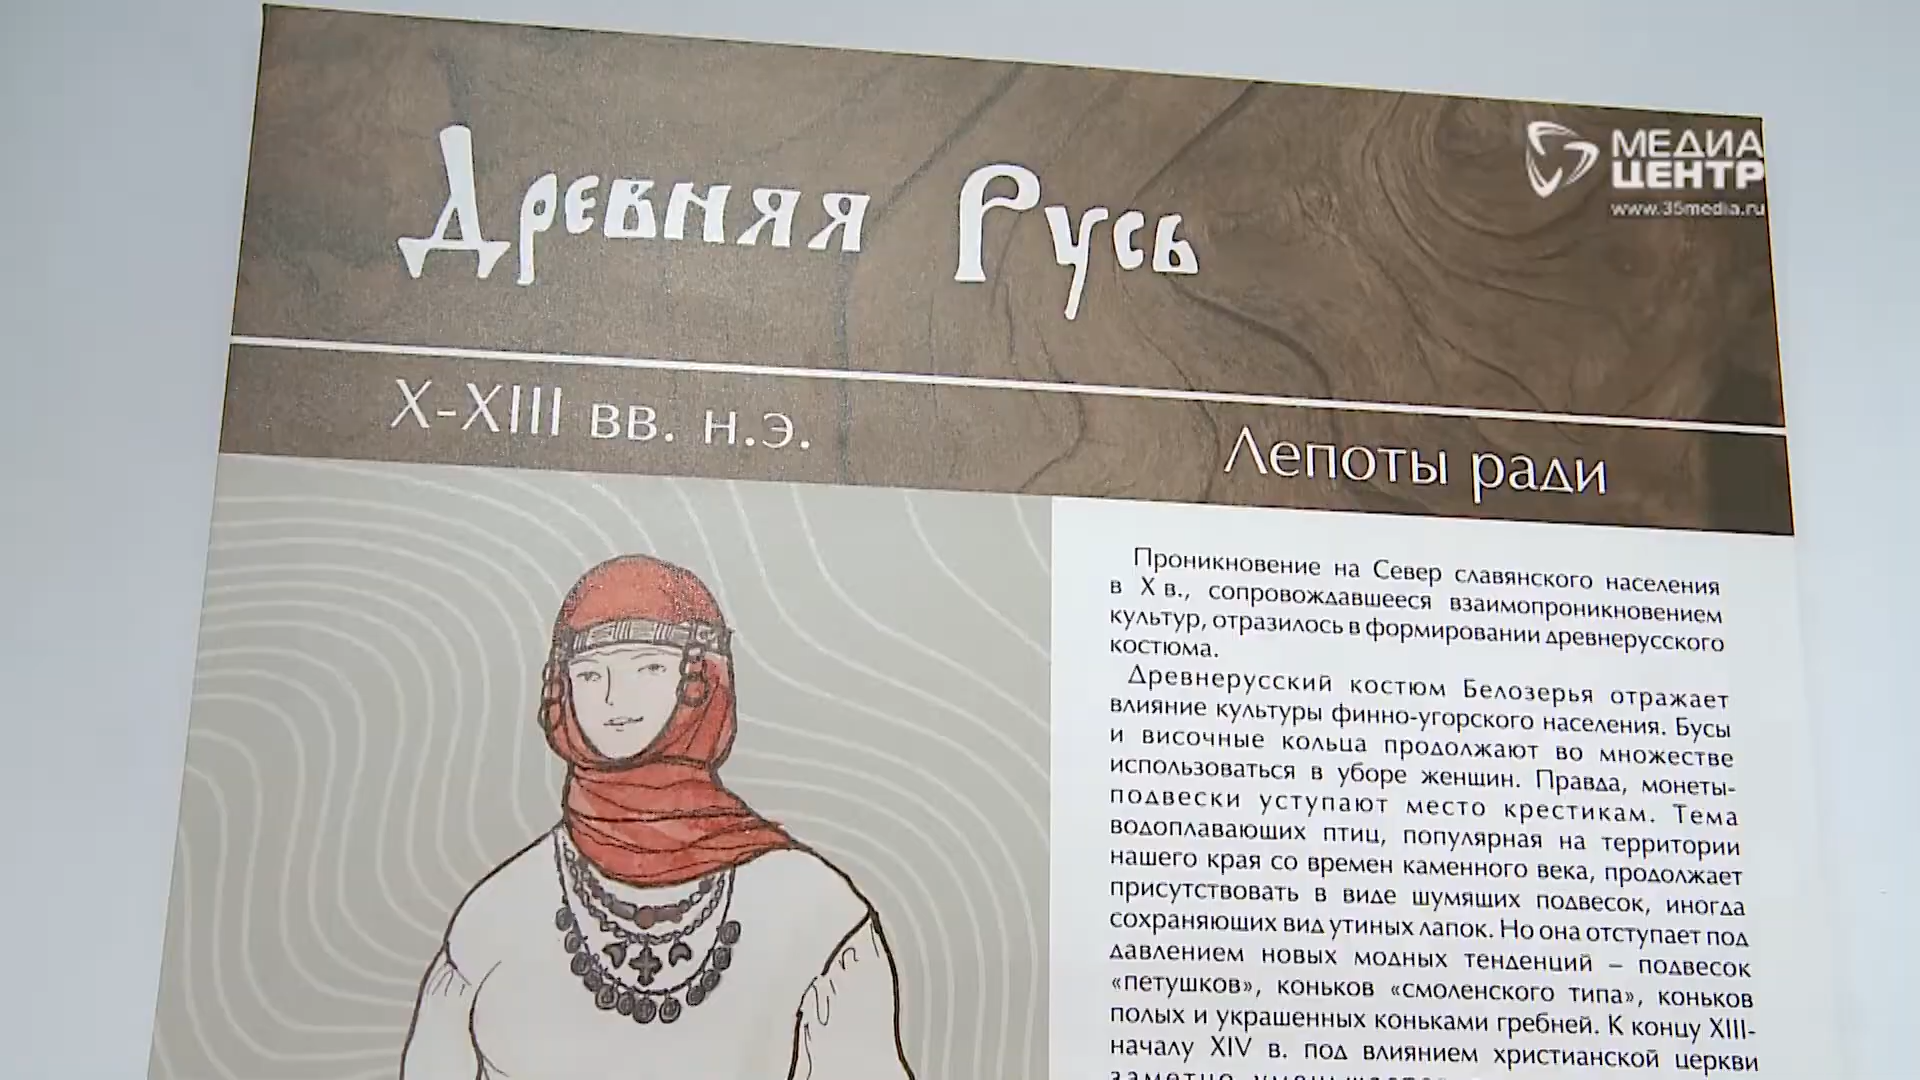 Древняя Русь
МЕДИА
ЦЕНТР
www.35media.ru
X-XIII вв. н.э.
Лепоты ради
Проникновение на Север славянского населения
в X в., сопровождавшееся взаимопроникновением
культур, отразилось в формировании древнерусского
костюма.
Древнерусский костюм Белозерья отражает
влияние культуры финно-угорского населения. Бусы
и височные кольца продолжают во множестве
использоваться в уборе женщин. Правда, монеты-
подвески уступают место крестикам. Тема
водоплавающих птиц, популярная на территории
нашего края со времен каменного века, продолжает
присутствовать в виде шумящих подвесок, иногда
сохраняющих вид утиных лапок. Но она отступает под
давлением новых модных тенденций – подвесок
«петушков», коньков «смоленского типа», коньков
полых и украшенных коньками гребней. К концу XIII-
началу XIV в. под влиянием христианской церкви
заметно